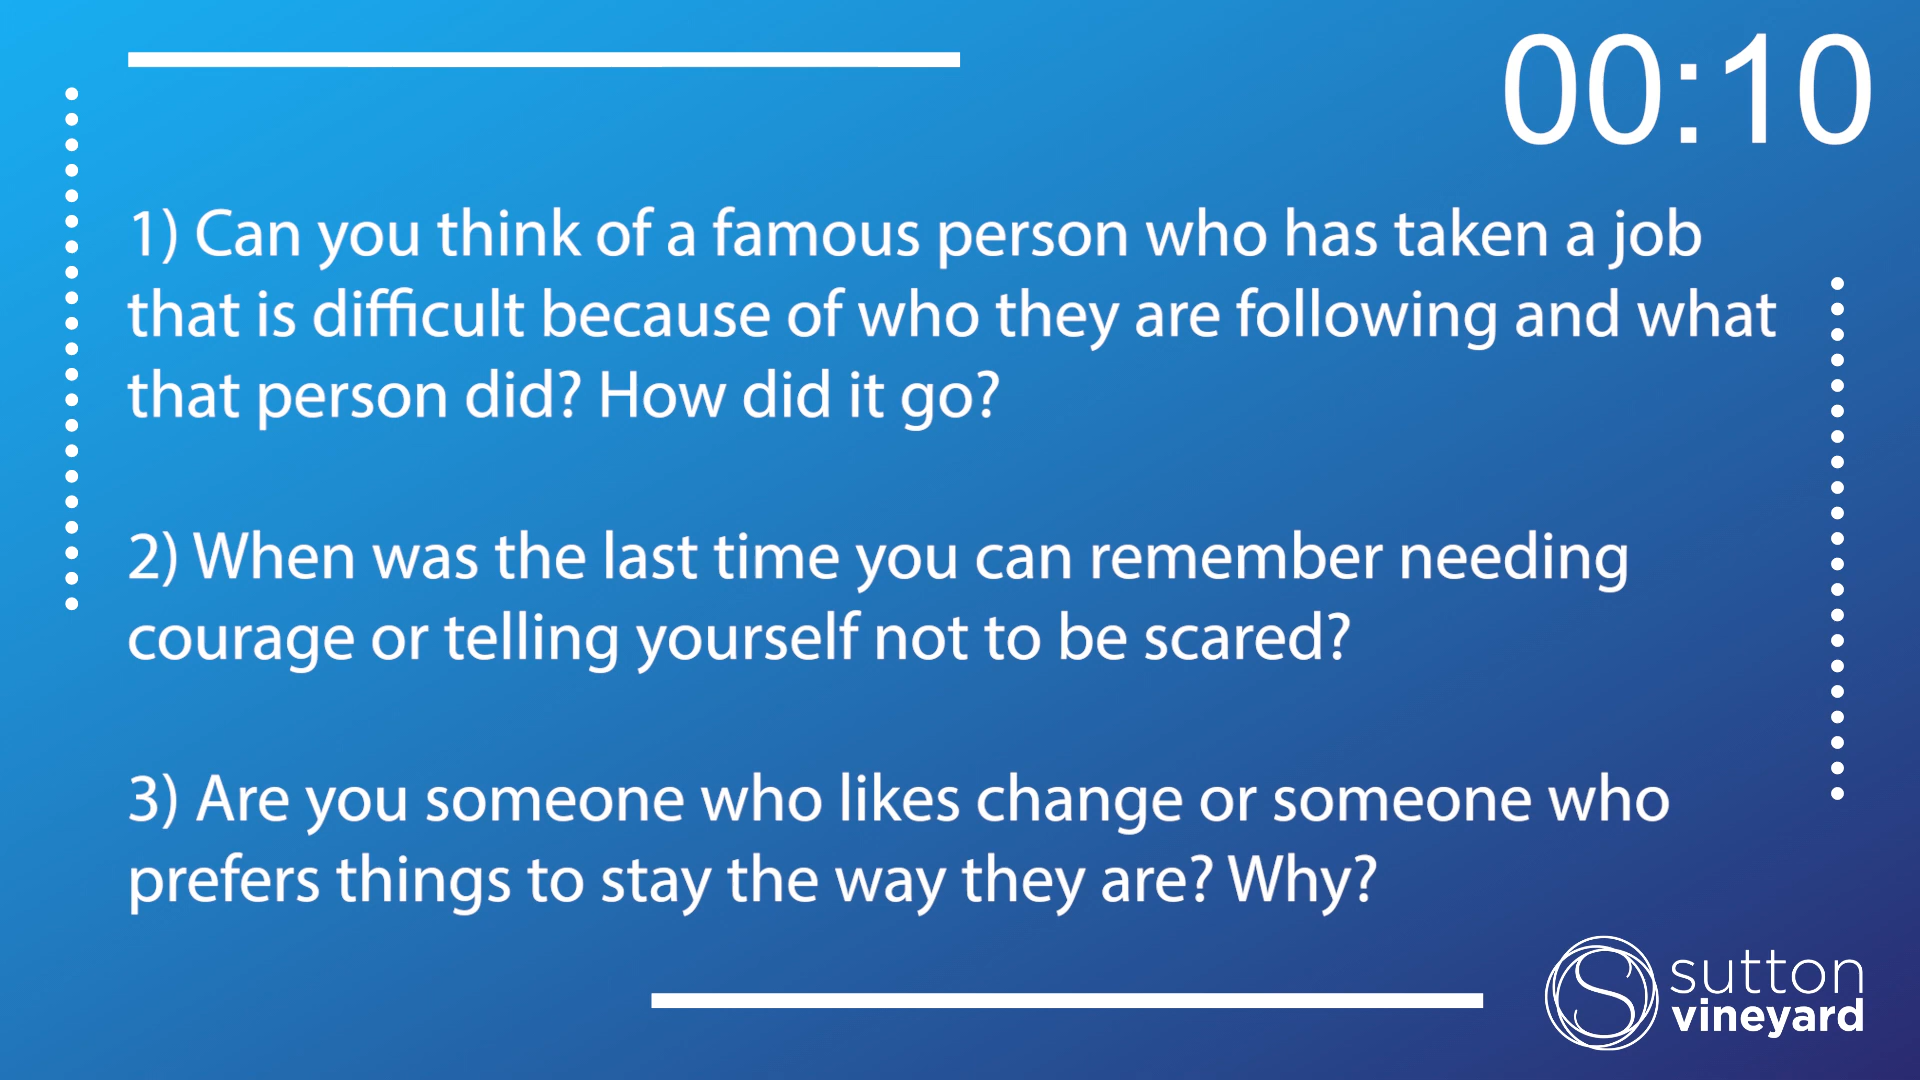 00:10
1) Can you think of a famous person who has taken a job
that is difficult because of who they are following and what
that person did? How did it go?
2) When was the last time you can remember needing
courage or telling yourself not to be scared?
3) Are you someone who likes change or someone who
prefers things to stay the way they are? Why?
sutton
vineyard